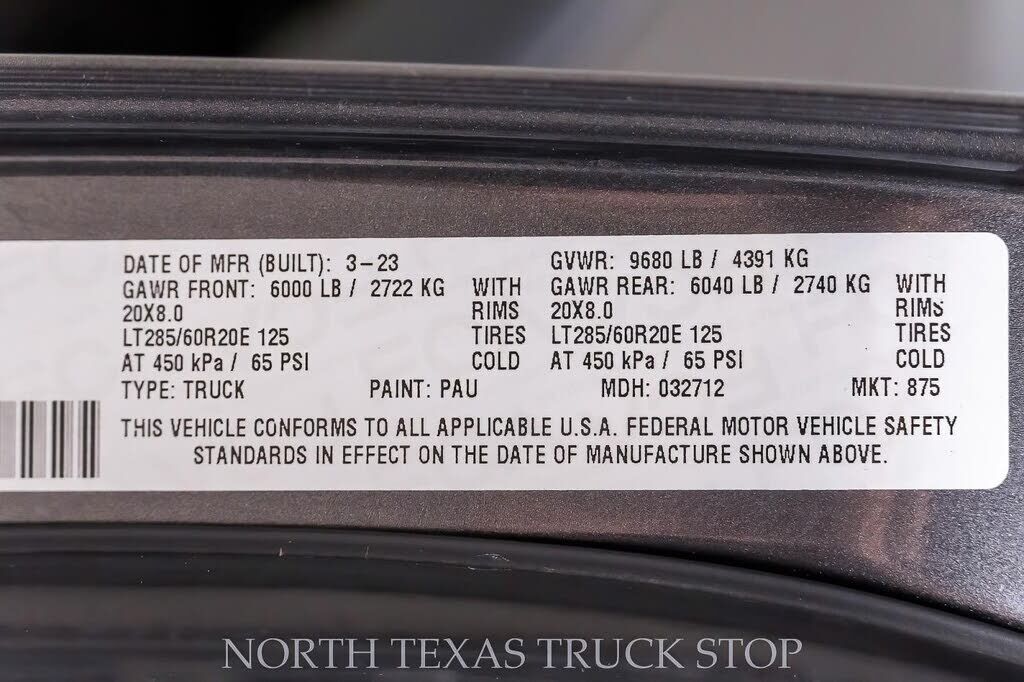 DATE OF MFR (BUILT): 3-23 GVWR: 9680 LB / 4391 KG
GAWR FRONT: 6000 LB / 2722 KG WITH GAWR REAR: 6040 LB / 2740 KG WITH
20X8.0 RIMS 20X8.0 RIMS
LT285/60R20E 125 TIRES LT285/60R20E 125 TIRES
AT 450 kPa / 65 PSI COLD AT 450 kPa / 65 PSI COLD
TYPE: TRUCK PAINT: PAU MDH: 032712 MKT: 875
THIS VEHICLE CONFORMS TO ALL APPLICABLE U.S.A. FEDERAL MOTOR VEHICLE SAFETY
STANDARDS IN EFFECT ON THE DATE OF MANUFACTURE SHOWN ABOVE.
NORTH TEXAS TRUCK STOP